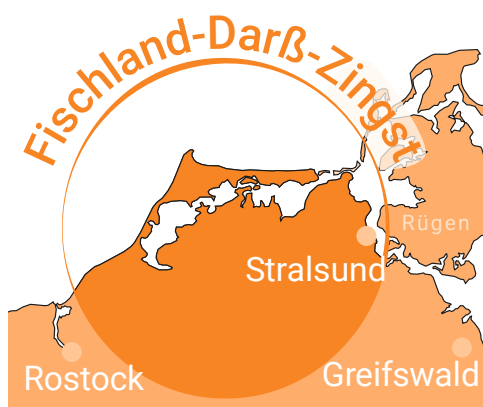 Fischland-Darß-Zingst
Rügen
Stralsund
Rostock
Greifswald